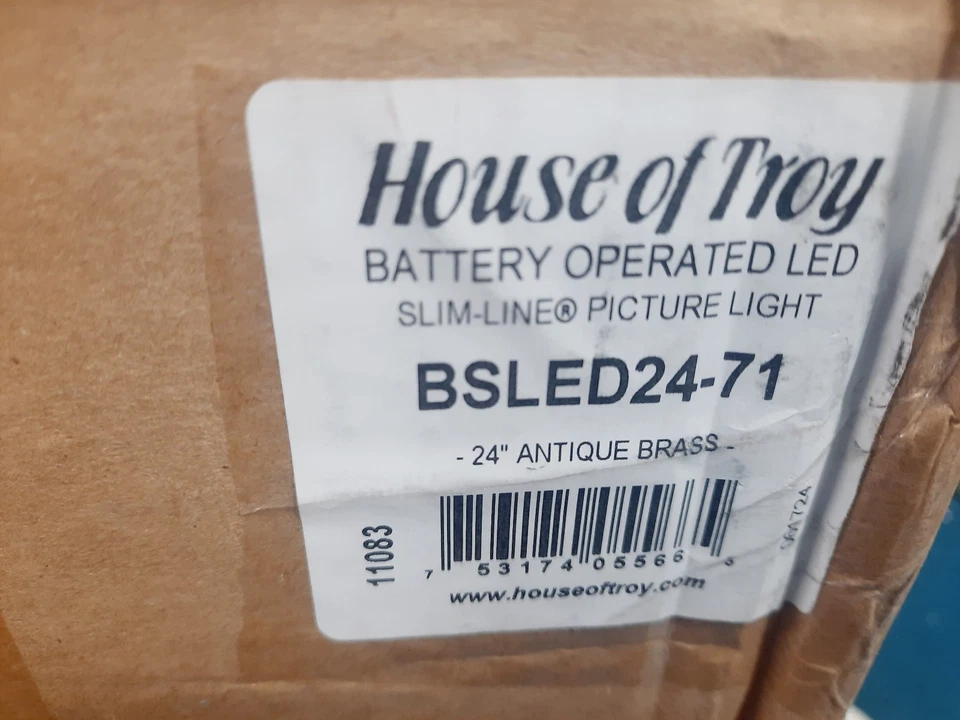 House of Troy
BATTERY OPERATED LED
SLIM-LINE® PICTURE LIGHT
BSLED24-71
- 24" ANTIQUE BRASS -
11083
7 53174 05566
www.houseoftroy.com